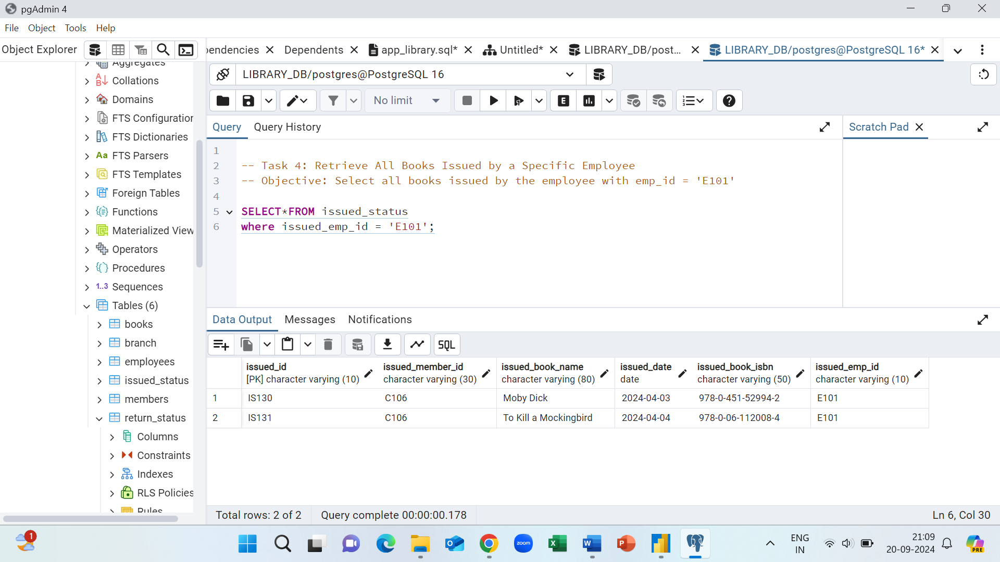 pgAdmin 4
File Object Tools Help
Object Explorer
pendencies Dependents app_library.sql* Untitled* LIBRARY_DB/post... LIBRARY_DB/postgres@PostgreSQL 16*
Aggregates
Collations
Domains
FTS Configuration
FTS Dictionaries
Aa FTS Parsers
FTS Templates
Foreign Tables
Functions
Materialized View
Operators
Procedures
1..3 Sequences
Tables (6)
books
branch
employees
issued_status
members
return_status
Columns
Constraints
Indexes
RLS Policies
Rules
LIBRARY_DB/postgres@PostgreSQL 16
No limit E
Query Query History
Scratch Pad
1
2 -- Task 4: Retrieve All Books Issued by a Specific Employee
3 -- Objective: Select all books issued by the employee with emp_id = 'E101'
4
5 SELECT*FROM issued_status
6 where issued_emp_id = 'E101';
Data Output Messages Notifications
SQL
issued_id issued_member_id issued_book_name issued_date issued_book_isbn issued_emp_id
[PK] character varying (10) character varying (30) character varying (80) date character varying (50) character varying (10)
1 IS130 C106 Moby Dick 2024-04-03 978-0-451-52994-2 E101
2 IS131 C106 To Kill a Mockingbird 2024-04-04 978-0-06-112008-4 E101
Total rows: 2 of 2 Query complete 00:00:00.178 Ln 6, Col 30
1
zoom
ENG
IN
21:09
20-09-2024
PRE